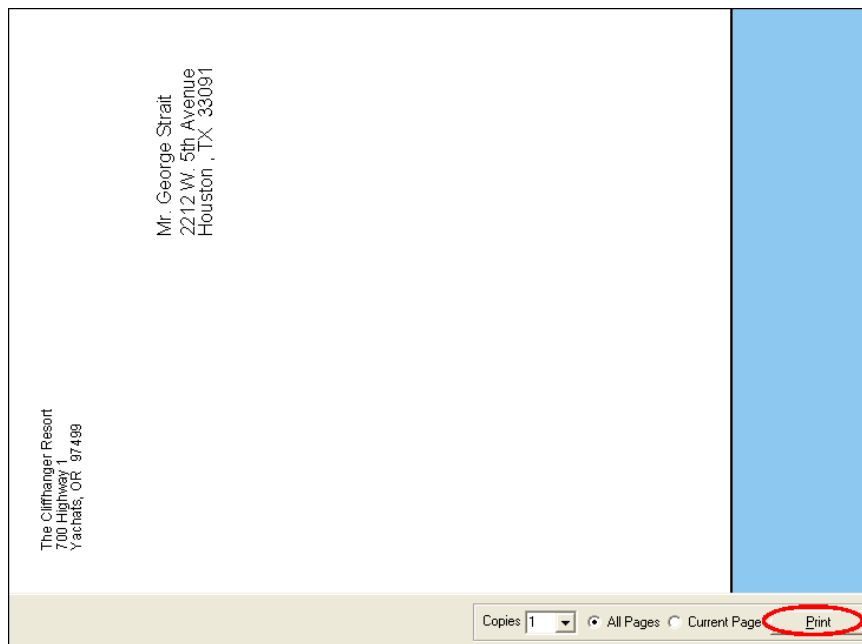 Mr. George Strait
2212 W. 5th Avenue
Houston , TX  33091
The Cliffhanger Resort
700 Highway 1
Yachats, OR  97499
Copies 1 All Pages Current Page Print